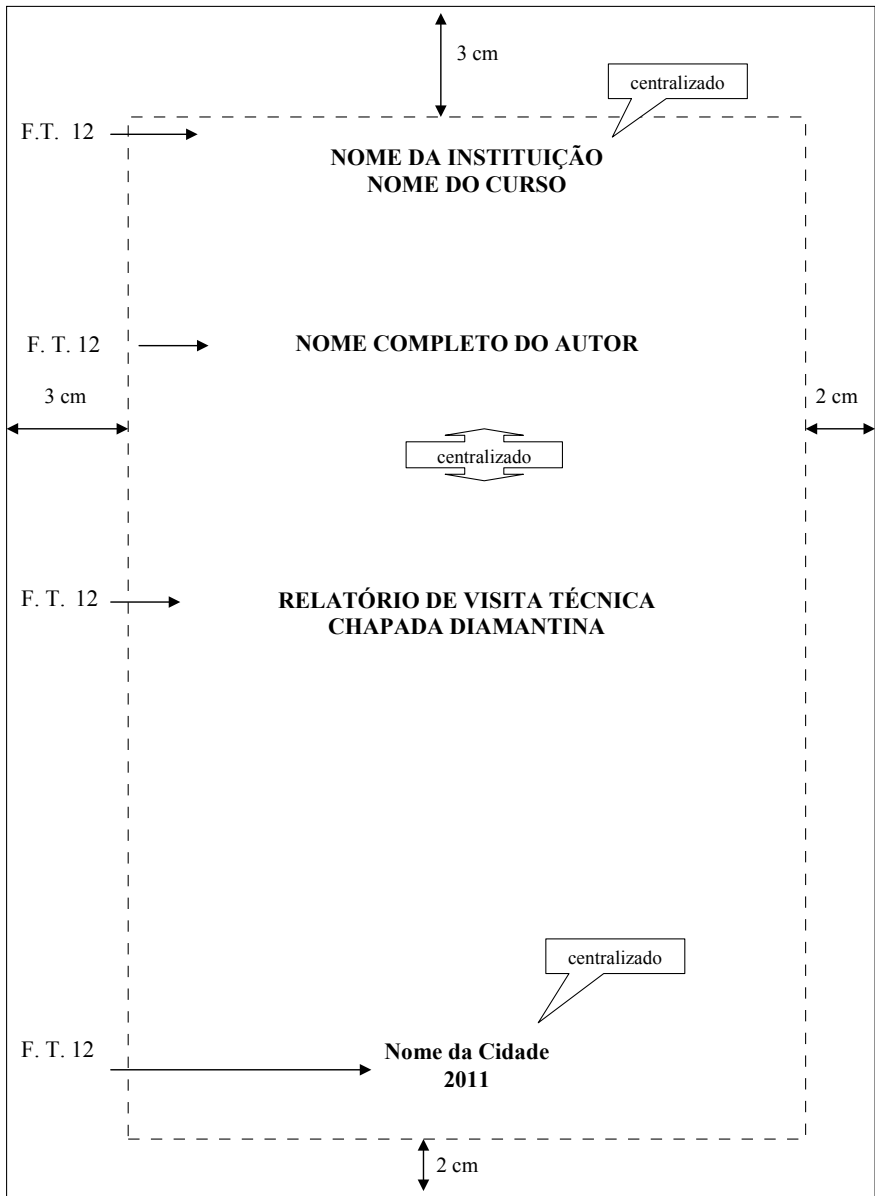 3 cm
centralizado
F.T. 12
NOME DA INSTITUIÇÃO
NOME DO CURSO
F. T. 12
NOME COMPLETO DO AUTOR
3 cm
2 cm
centralizado
F. T. 12
RELATÓRIO DE VISITA TÉCNICA
CHAPADA DIAMANTINA
centralizado
F. T. 12
Nome da Cidade
2011
2 cm